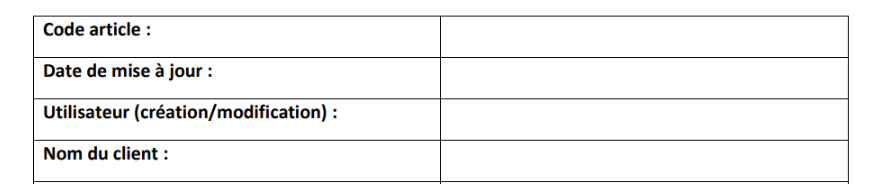 Code article :
Date de mise à jour :
Utilisateur (création/modification) :
Nom du client :